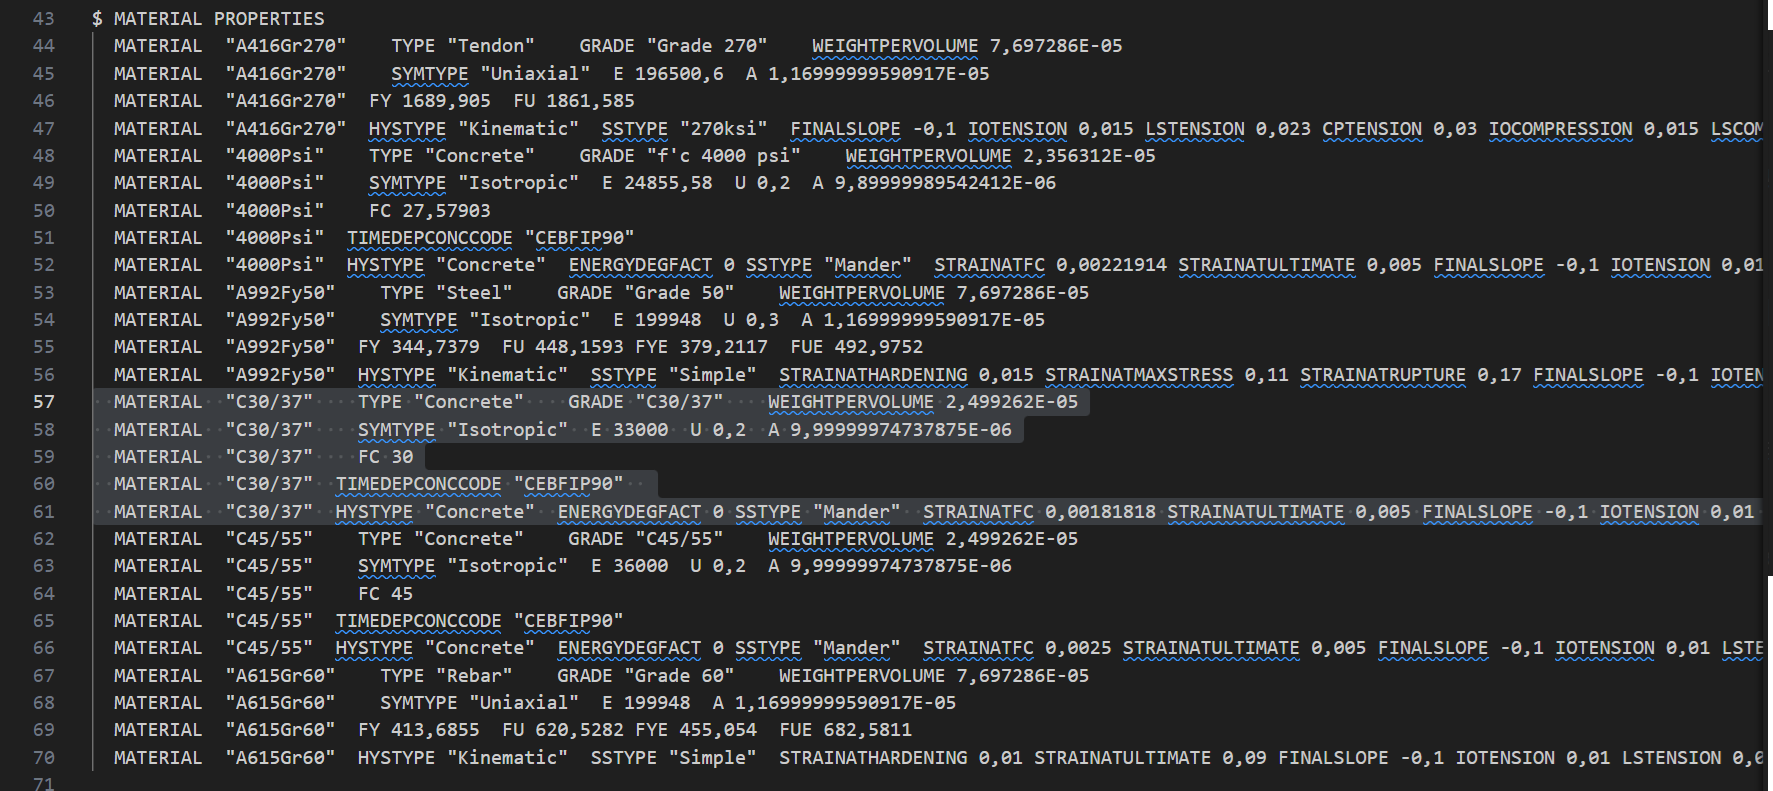 43 $ MATERIAL PROPERTIES
44 MATERIAL "A416Gr270" TYPE "Tendon" GRADE "Grade 270" WEIGHTPERVOLUME 7,697286E-05
45 MATERIAL "A416Gr270" SYMTYPE "Uniaxial" E 196500,6 A 1,16999999590917E-05
46 MATERIAL "A416Gr270" FY 1689,905 FU 1861,585
47 MATERIAL "A416Gr270" HYSTYPE "Kinematic" SSTYPE "270ksi" FINALSLOPE -0,1 IOTENSION 0,015 LSTENSION 0,023 CPTENSION 0,03 IOCOMPRESSION 0,015 LSCOM
48 MATERIAL "4000Psi" TYPE "Concrete" GRADE "f'c 4000 psi" WEIGHTPERVOLUME 2,356312E-05
49 MATERIAL "4000Psi" SYMTYPE "Isotropic" E 24855,58 U 0,2 A 9,89999989542412E-06
50 MATERIAL "4000Psi" FC 27,57903
51 MATERIAL "4000Psi" TIMEDEPCONCCODE "CEBFIP90"
52 MATERIAL "4000Psi" HYSTYPE "Concrete" ENERGYDEGFACT 0 SSTYPE "Mander" STRAINATFC 0,00221914 STRAINATULTIMATE 0,005 FINALSLOPE -0,1 IOTENSION 0,01
53 MATERIAL "A992Fy50" TYPE "Steel" GRADE "Grade 50" WEIGHTPERVOLUME 7,697286E-05
54 MATERIAL "A992Fy50" SYMTYPE "Isotropic" E 199948 U 0,3 A 1,16999999590917E-05
55 MATERIAL "A992Fy50" FY 344,7379 FU 448,1593 FYE 379,2117 FUE 492,9752
56 MATERIAL "A992Fy50" HYSTYPE "Kinematic" SSTYPE "Simple" STRAINATHARDENING 0,015 STRAINATMAXSTRESS 0,11 STRAINATRUPTURE 0,17 FINALSLOPE -0,1 IOTEN
57 MATERIAL "C30/37" TYPE "Concrete" GRADE "C30/37" WEIGHTPERVOLUME 2,499262E-05
58 MATERIAL "C30/37" SYMTYPE "Isotropic" E 33000 U 0,2 A 9,99999974737875E-06
59 MATERIAL "C30/37" FC 30
60 MATERIAL "C30/37" TIMEDEPCONCCODE "CEBFIP90"
61 MATERIAL "C30/37" HYSTYPE "Concrete" ENERGYDEGFACT 0 SSTYPE "Mander" STRAINATFC 0,00181818 STRAINATULTIMATE 0,005 FINALSLOPE -0,1 IOTENSION 0,01
62 MATERIAL "C45/55" TYPE "Concrete" GRADE "C45/55" WEIGHTPERVOLUME 2,499262E-05
63 MATERIAL "C45/55" SYMTYPE "Isotropic" E 36000 U 0,2 A 9,99999974737875E-06
64 MATERIAL "C45/55" FC 45
65 MATERIAL "C45/55" TIMEDEPCONCCODE "CEBFIP90"
66 MATERIAL "C45/55" HYSTYPE "Concrete" ENERGYDEGFACT 0 SSTYPE "Mander" STRAINATFC 0,0025 STRAINATULTIMATE 0,005 FINALSLOPE -0,1 IOTENSION 0,01 LSTE
67 MATERIAL "A615Gr60" TYPE "Rebar" GRADE "Grade 60" WEIGHTPERVOLUME 7,697286E-05
68 MATERIAL "A615Gr60" SYMTYPE "Uniaxial" E 199948 A 1,16999999590917E-05
69 MATERIAL "A615Gr60" FY 413,6855 FU 620,5282 FYE 455,054 FUE 682,5811
70 MATERIAL "A615Gr60" HYSTYPE "Kinematic" SSTYPE "Simple" STRAINATHARDENING 0,01 STRAINATULTIMATE 0,09 FINALSLOPE -0,1 IOTENSION 0,01 LSTENSION 0,0
71